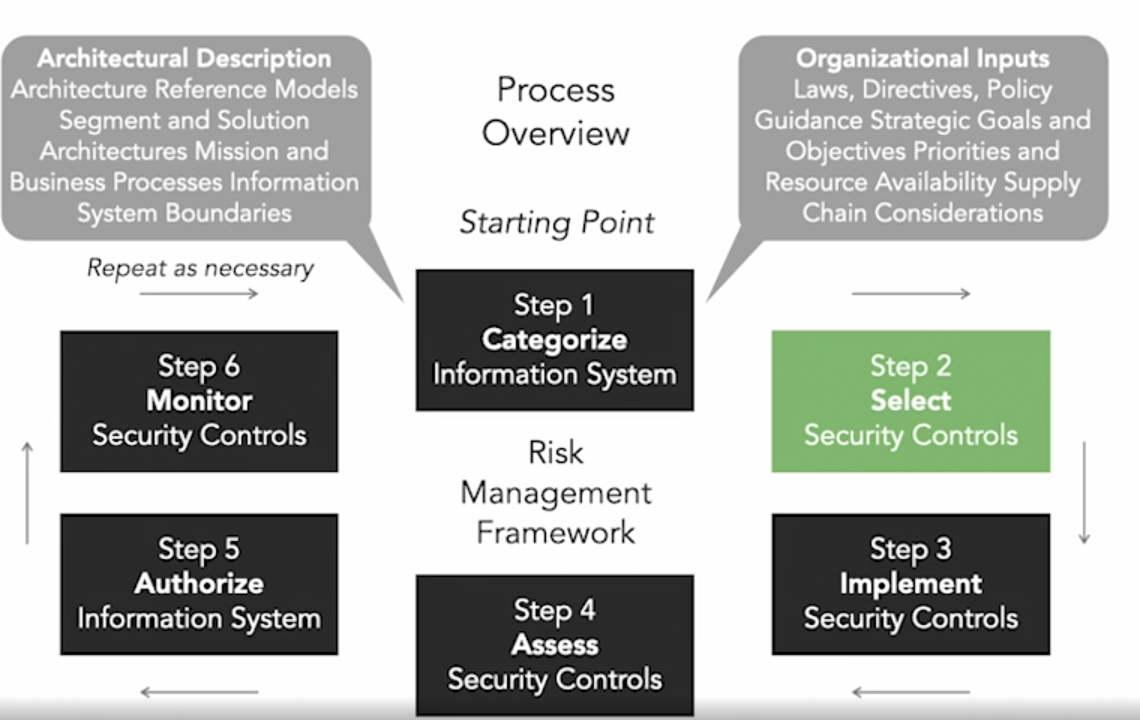 Architectural Description
Architecture Reference Models
Segment and Solution
Architectures Mission and
Business Processes Information
System Boundaries
Process
Overview
Organizational Inputs
Laws, Directives, Policy
Guidance Strategic Goals and
Objectives Priorities and
Resource Availability Supply
Chain Considerations
Starting Point
Repeat as necessary
Step 1
Categorize
Information System
Step 2
Select
Security Controls
Step 3
Implement
Security Controls
Step 4
Assess
Security Controls
Step 5
Authorize
Information System
Step 6
Monitor
Security Controls
Risk
Management
Framework